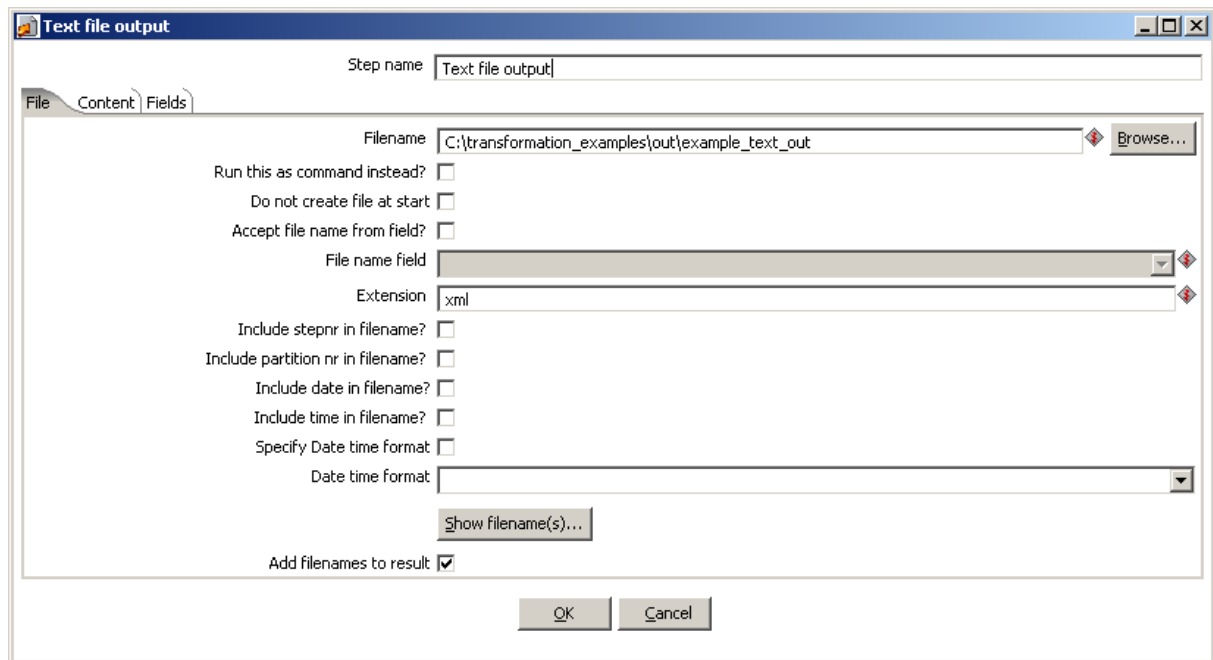 Text file output
Step name Text file output
File Content Fields
Filename C:\transformation_examples\out\example_text_out Browse...
Run this as command instead?
Do not create file at start
Accept file name from field?
File name field
Extension xml
Include stepnr in filename?
Include partition nr in filename?
Include date in filename?
Include time in filename?
Specify Date time format
Date time format
Show filename(s)...
Add filenames to result
OK Cancel